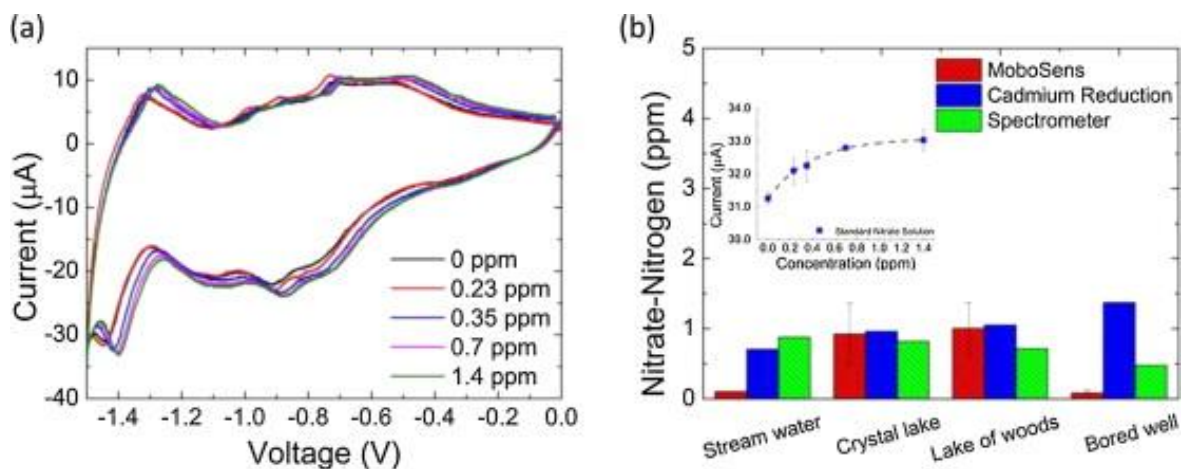 (a)
Current (μA)
10
0
-10
-20
-30
-40
-1.4
-1.2
-1.0
-0.8
-0.6
-0.4
-0.2
0.0
Voltage (V)
0 ppm
0.23 ppm
0.35 ppm
0.7 ppm
1.4 ppm
(b)
Nitrate-Nitrogen (ppm)
5
4
3
2
1
0
MoboSens
Cadmium Reduction
Spectrometer
Current (μA)
34.0
33.0
32.0
31.0
30.0
Standard Nitrate Solution
0.0 0.2 0.4 0.6 0.8 1.0 1.2 1.4
Concentration (ppm)
Stream water
Crystal lake
Lake of woods
Bored well